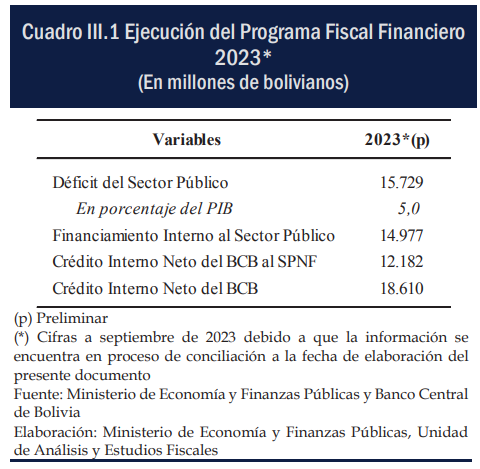 Cuadro III.1 Ejecución del Programa Fiscal Financiero
2023*
(En millones de bolivianos)
Variables 2023*(p)
Déficit del Sector Público 15.729
En porcentaje del PIB 5,0
Financiamiento Interno al Sector Público 14.977
Crédito Interno Neto del BCB al SPNF 12.182
Crédito Interno Neto del BCB 18.610
(p) Preliminar
(*) Cifras a septiembre de 2023 debido a que la información se
encuentra en proceso de conciliación a la fecha de elaboración del
presente documento
Fuente: Ministerio de Economía y Finanzas Públicas y Banco Central
de Bolivia
Elaboración: Ministerio de Economía y Finanzas Públicas, Unidad
de Análisis y Estudios Fiscales